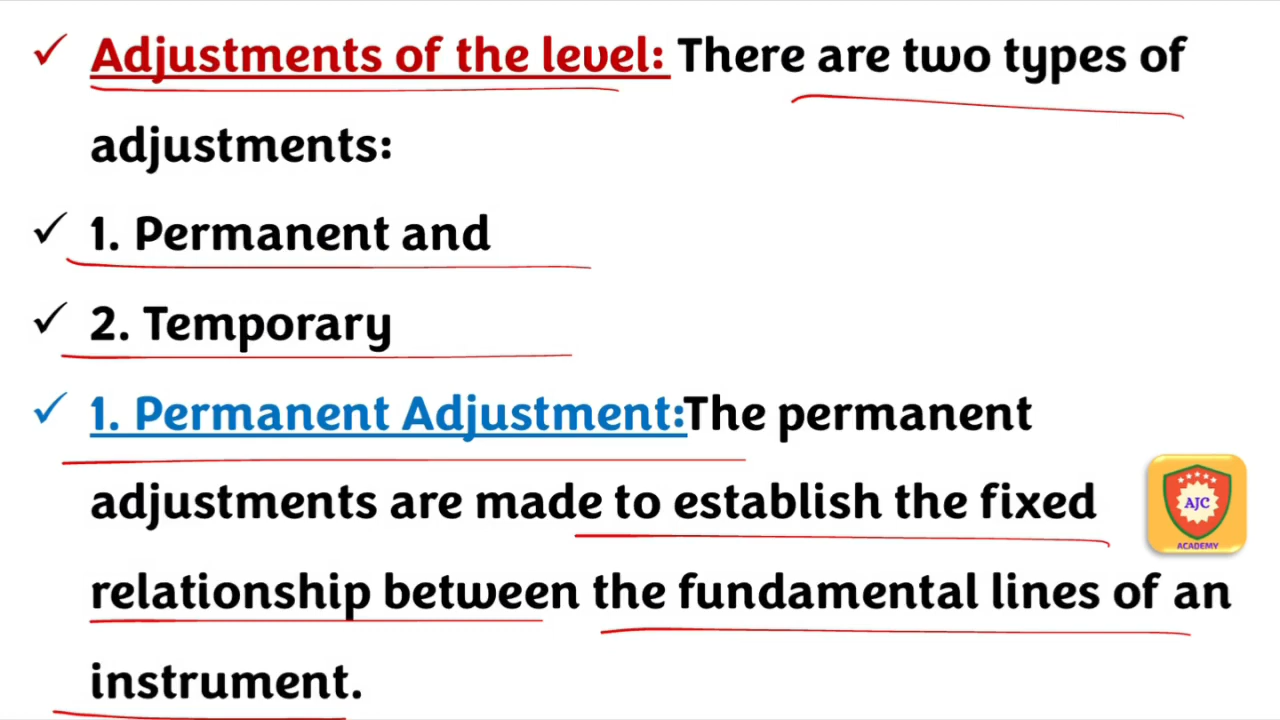 ✓ Adjustments of the level: There are two types of
adjustments:
✓ 1. Permanent and
✓ 2. Temporary
✓ 1. Permanent Adjustment:The permanent
adjustments are made to establish the fixed
relationship between the fundamental lines of an
instrument.
AJC
ACADEMY